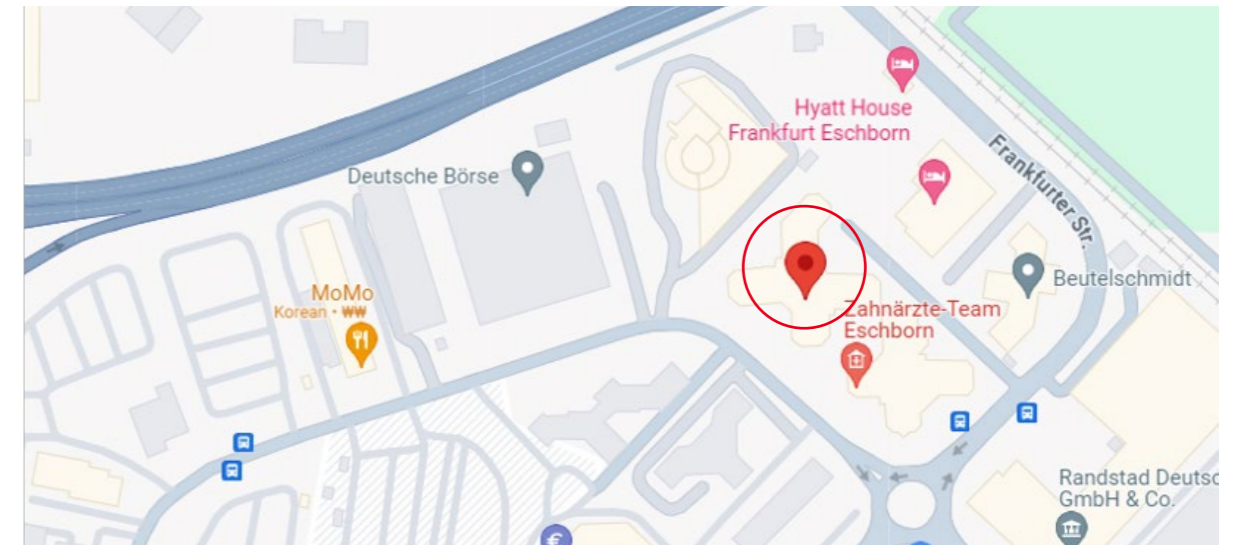 Hyatt House
Frankfurt Eschborn
Frankfurter Str.
Deutsche Börse
Beutelschmidt
MoMo
Korean • ₩₩
Zahnärzte-Team
Eschborn
Randstad Deutsc
GmbH & Co.
€